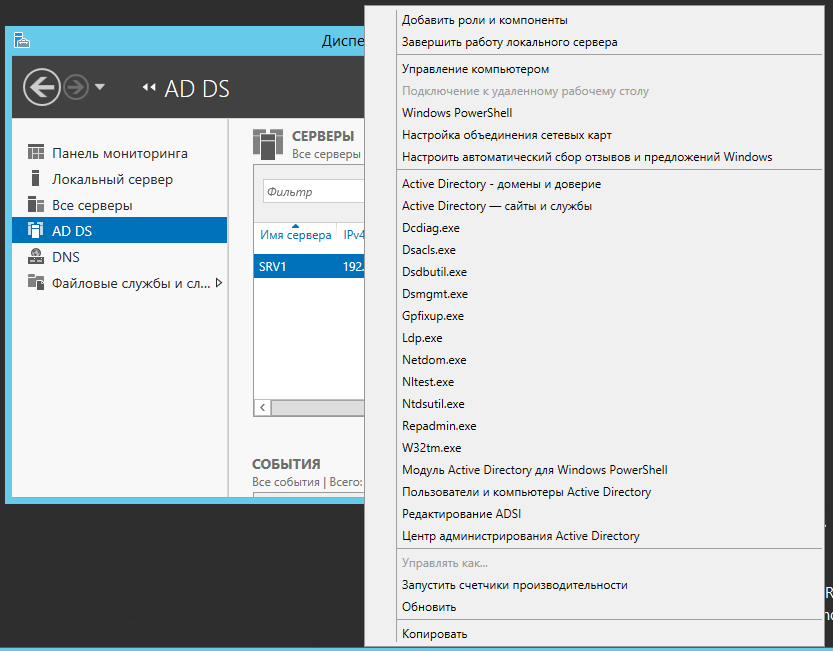 Диспе
AD DS
Панель мониторинга
Локальный сервер
Все серверы
AD DS
DNS
Файловые службы и сл...
СЕРВЕРЫ
Все серверы
Фильтр
Имя сервера IPv4
SRV1 192.
СОБЫТИЯ
Все события | Всего:
Добавить роли и компоненты
Завершить работу локального сервера
Управление компьютером
Подключение к удаленному рабочему столу
Windows PowerShell
Настройка объединения сетевых карт
Настроить автоматический сбор отзывов и предложений Windows
Active Directory - домены и доверие
Active Directory — сайты и службы
Dcdiag.exe
Dsacls.exe
Dsdbutil.exe
Dsmgmt.exe
Gpfixup.exe
Ldp.exe
Netdom.exe
Nltest.exe
Ntdsutil.exe
Repadmin.exe
W32tm.exe
Модуль Active Directory для Windows PowerShell
Пользователи и компьютеры Active Directory
Редактирование ADSI
Центр администрирования Active Directory
Управлять как...
Запустить счетчики производительности
Обновить
Копировать